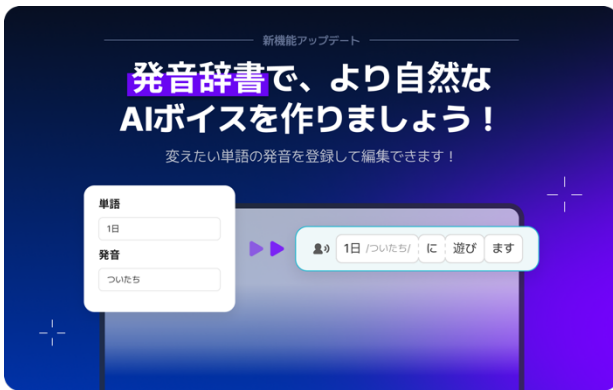 新機能アップデート
発音辞書で、より自然な
AIボイスを作りましょう！
変えたい単語の発音を登録して編集できます！
単語
1日
発音
ついたち
1日 /ついたち/ に 遊び ます